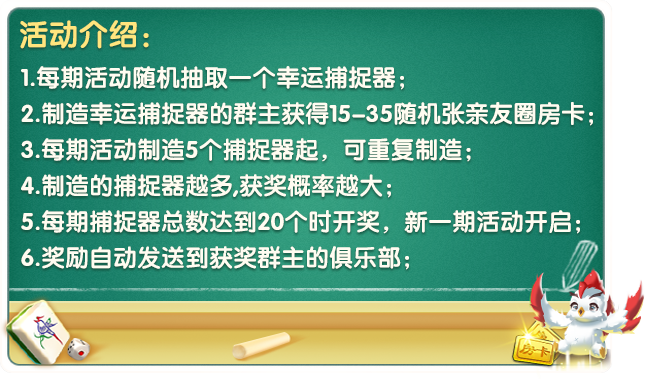 活动介绍：
1.每期活动随机抽取一个幸运捕捉器；
2.制造幸运捕捉器的群主获得15-35随机张亲友圈房卡；
3.每期活动制造5个捕捉器起，可重复制造；
4.制造的捕捉器越多,获奖概率越大；
5.每期捕捉器总数达到20个时开奖，新一期活动开启；
6.奖励自动发送到获奖群主的俱乐部；
房卡